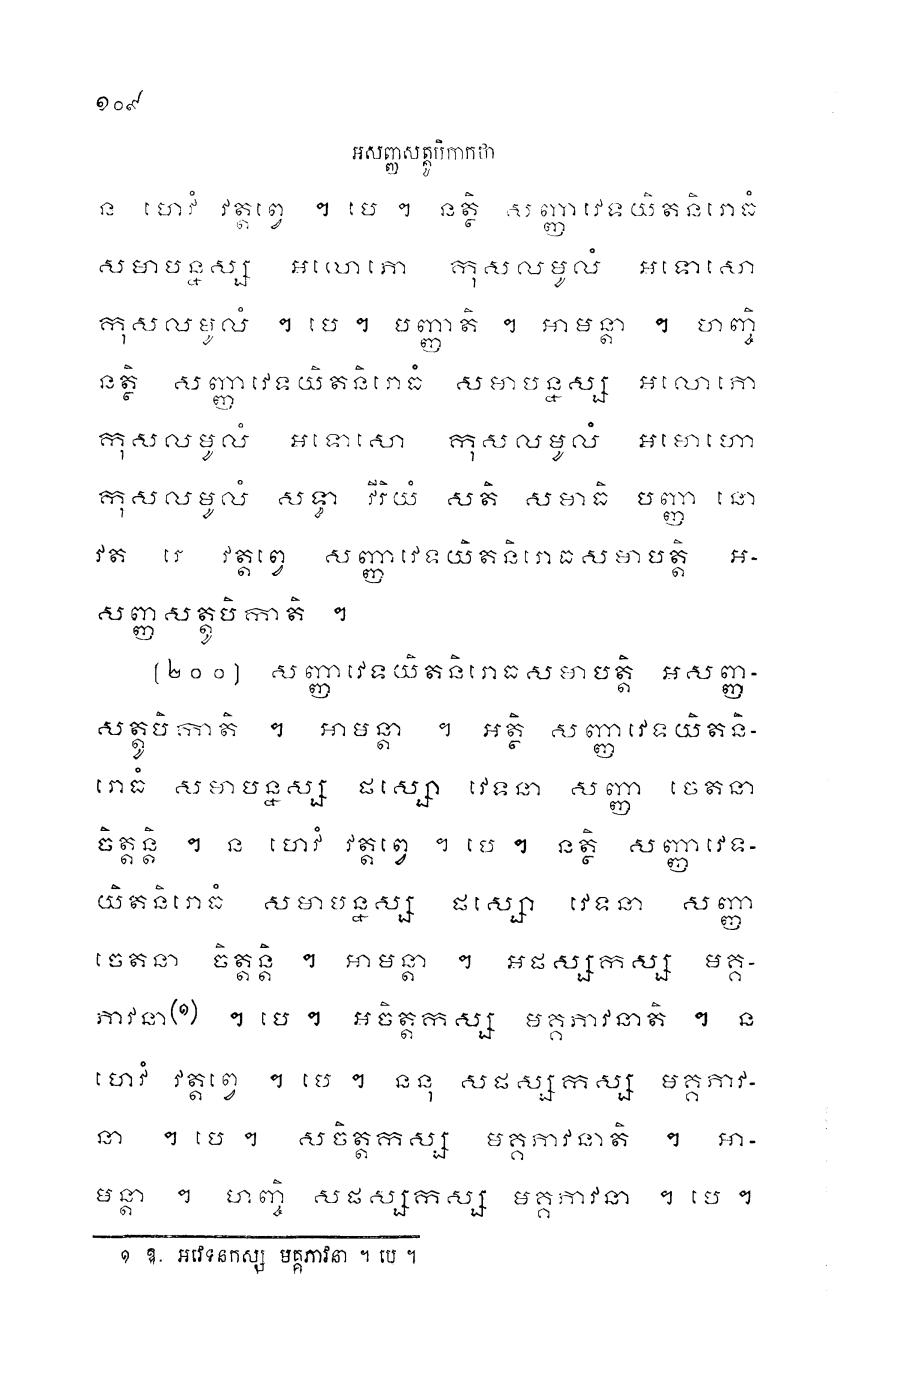 ១០៩
អសញ្ញសត្តូបិកាកថា
ន ហេវំ វត្តព្វេ ។ បេ ។ នត្ថិ សញ្ញាវេទយិតនិរោធំ
សមាបន្នស្ស អលោភោ កុសលមូលំ អទោសោ
កុសលមូលំ ។ បេ ។ បញ្ញាតិ ។ អាមន្តា ។ ហញ្ចិ
នត្ថិ សញ្ញាវេទយិតនិរោធំ សមាបន្នស្ស អលោភោ
កុសលមូលំ អទោសោ កុសលមូលំ អមោហោ
កុសលមូលំ សទ្ធា វីរិយំ សតិ សមាធិ បញ្ញា នោ
វត រេ វត្តព្វេ សញ្ញាវេទយិតនិរោធសមាបត្តិ អ-
សញ្ញសត្តូបិកាតិ ។
(២០០) សញ្ញាវេទយិតនិរោធសមាបត្តិ អសញ្ញ-
សត្តូបិកាតិ ។ អាមន្តា ។ អត្ថិ សញ្ញាវេទយិតនិ-
រោធំ សមាបន្នស្ស ផស្សោ វេទនា សញ្ញា ចេតនា
ចិត្តន្តិ ។ ន ហេវំ វត្តព្វេ ។ បេ ។ នត្ថិ សញ្ញាវេទ-
យិតនិរោធំ សមាបន្នស្ស ផស្សោ វេទនា សញ្ញា
ចេតនា ចិត្តន្តិ ។ អាមន្តា ។ អផស្សកស្ស មគ្គ-
ភាវនា(១) ។ បេ ។ អចិត្តកស្ស មគ្គភាវនាតិ ។ ន
ហេវំ វត្តព្វេ ។ បេ ។ ននុ សផស្សកស្ស មគ្គភាវ-
នា ។ បេ ។ សចិត្តកស្ស មគ្គភាវនាតិ ។ អា-
មន្តា ។ ហញ្ចិ សផស្សកស្ស មគ្គភាវនា ។ បេ ។
១ ឱ. អវេទនកស្ស មគ្គភាវនា ។ បេ ។